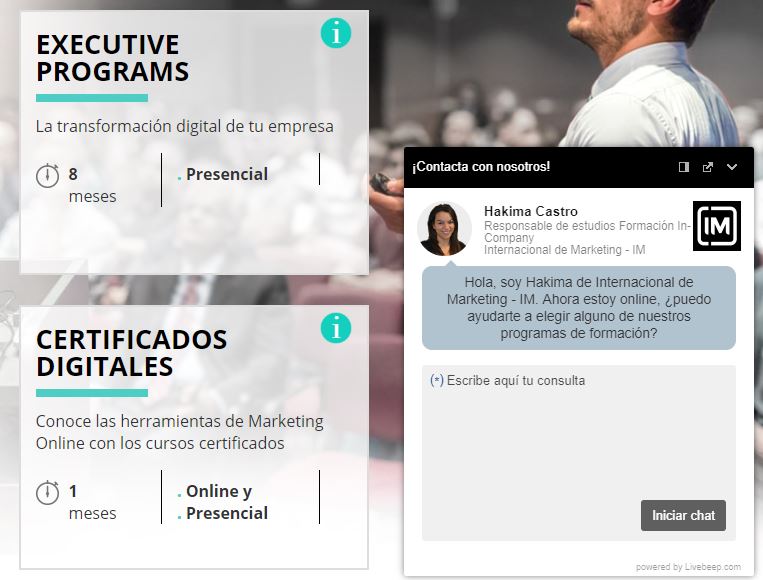 EXECUTIVE
PROGRAMS
La transformación digital de tu empresa
8
meses
. Presencial
CERTIFICADOS
DIGITALES
Conoce las herramientas de Marketing
Online con los cursos certificados
1
meses
. Online y
. Presencial
¡Contacta con nosotros!
Hakima Castro
Responsable de estudios Formación In-
Company
Internacional de Marketing - IM
IM
Hola, soy Hakima de Internacional de
Marketing - IM. Ahora estoy online, ¿puedo
ayudarte a elegir alguno de nuestros
programas de formación?
(*) Escribe aquí tu consulta
Iniciar chat
powered by Livebeep.com